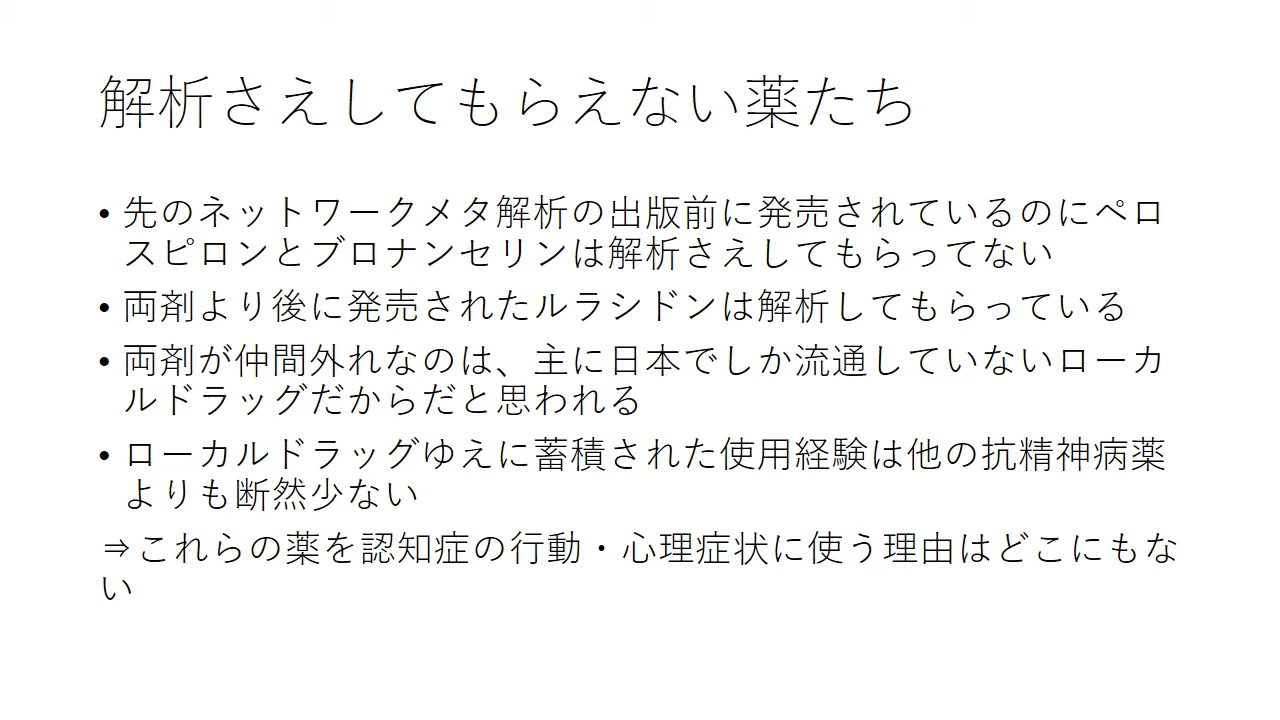 解析さえしてもらえない薬たち
• 先のネットワークメタ解析の出版前に発売されているのにペロ
スピロンとブロナンセリンは解析さえしてもらってない
• 両剤より後に発売されたルラシドンは解析してもらっている
• 両剤が仲間外れなのは、主に日本でしか流通していないローカ
ルドラッグだからだと思われる
• ローカルドラッグゆえに蓄積された使用経験は他の抗精神病薬
よりも断然少ない
⇒これらの薬を認知症の行動・心理症状に使う理由はどこにもな
い